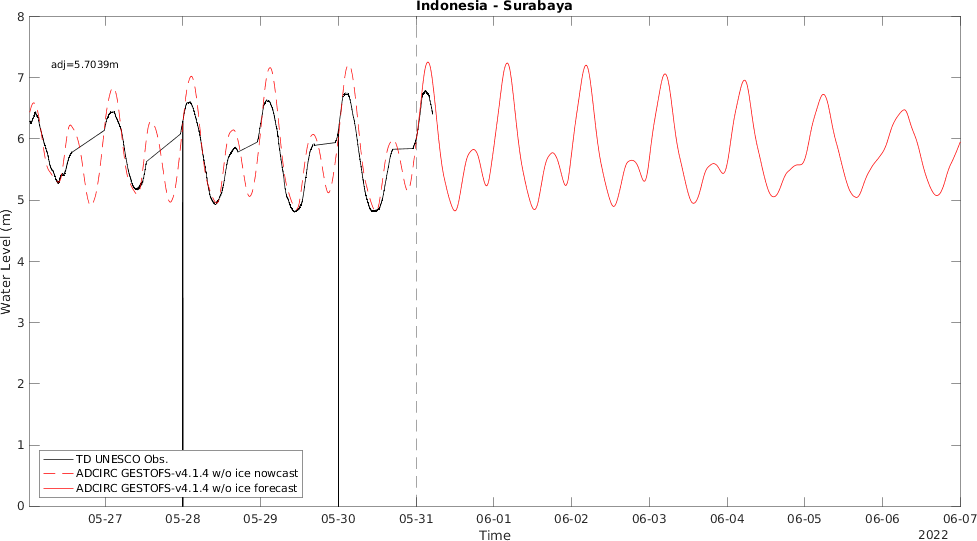 Indonesia - Surabaya
adj=5.7039m
8
7
6
5
4
3
2
1
0
Water Level (m)
TD UNESCO Obs.
ADCIRC GESTOFS-v4.1.4 w/o ice nowcast
ADCIRC GESTOFS-v4.1.4 w/o ice forecast
05-27 05-28 05-29 05-30 05-31 06-01 06-02 06-03 06-04 06-05 06-06 06-07
Time
2022